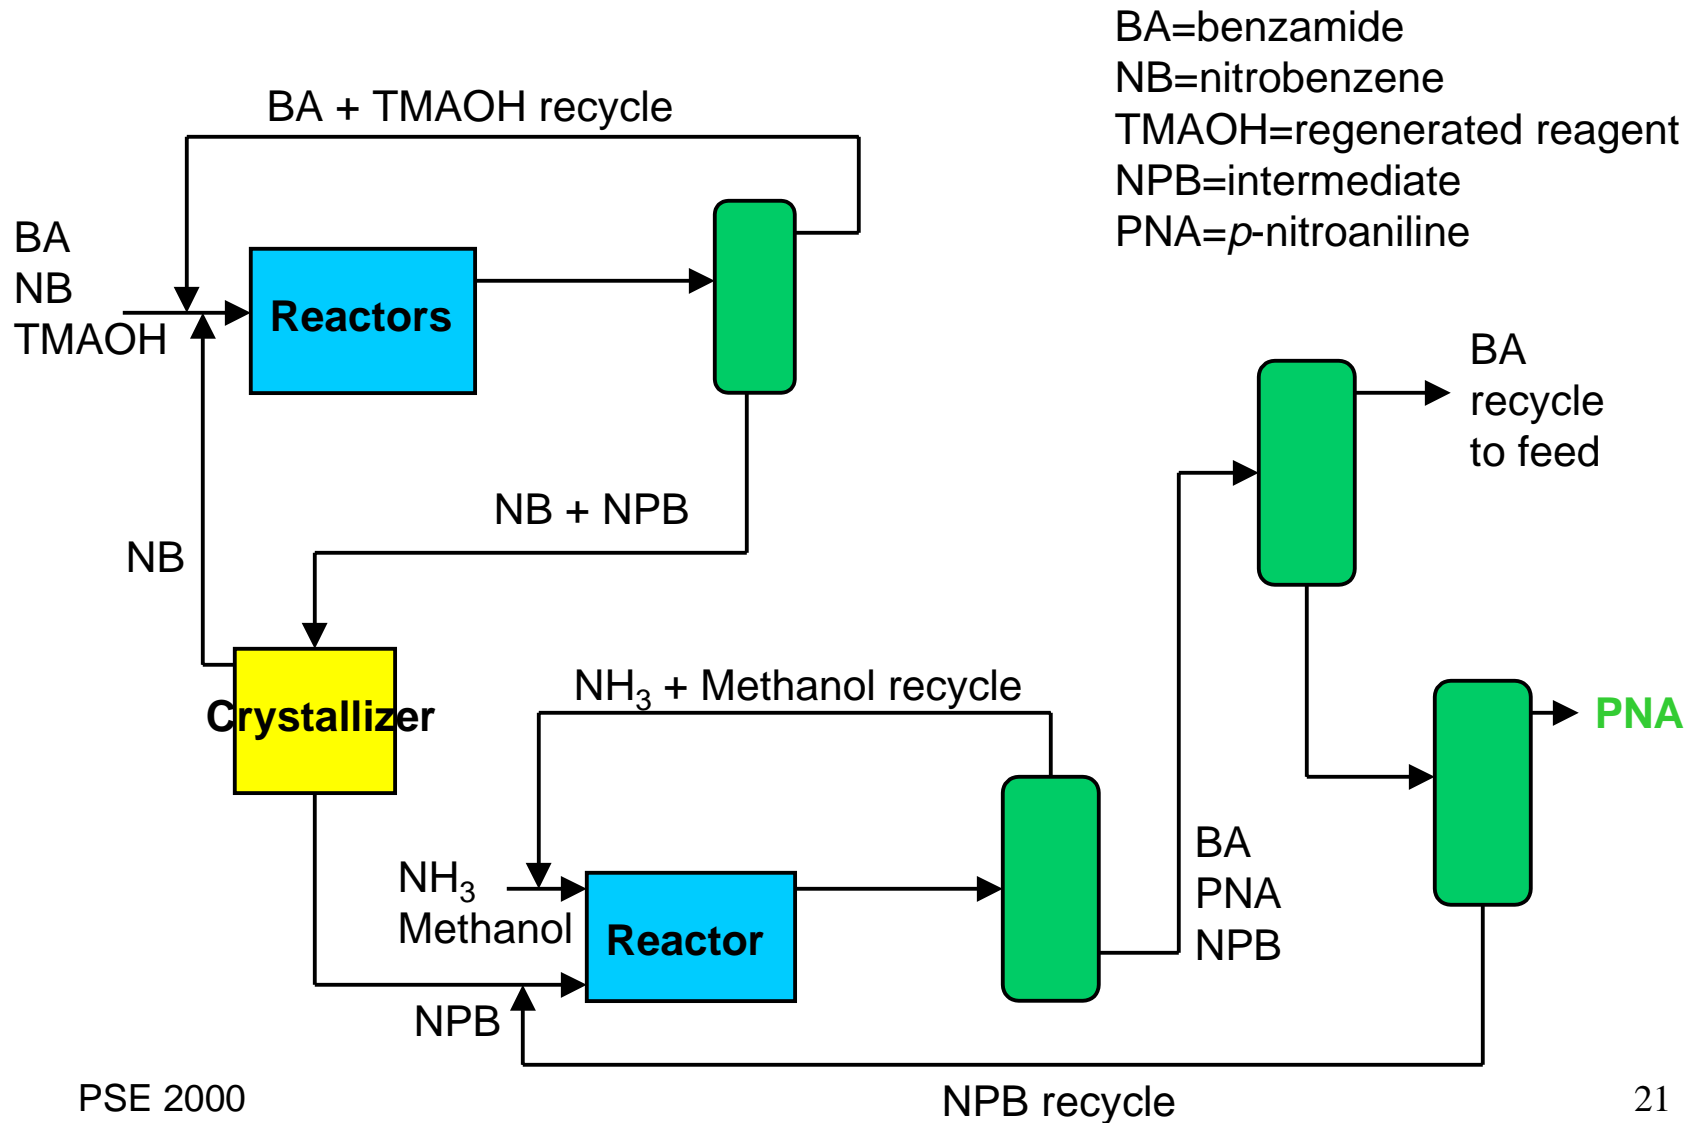 BA=benzamide
NB=nitrobenzene
TMAOH=regenerated reagent
NPB=intermediate
PNA=p-nitroaniline
BA + TMAOH recycle
BA
NB
TMAOH
Reactors
BA
recycle
to feed
NB + NPB
NB
Crystallizer
NH₃ + Methanol recycle
PNA
NH₃
Methanol
Reactor
BA
PNA
NPB
NPB
NPB recycle
PSE 2000
21